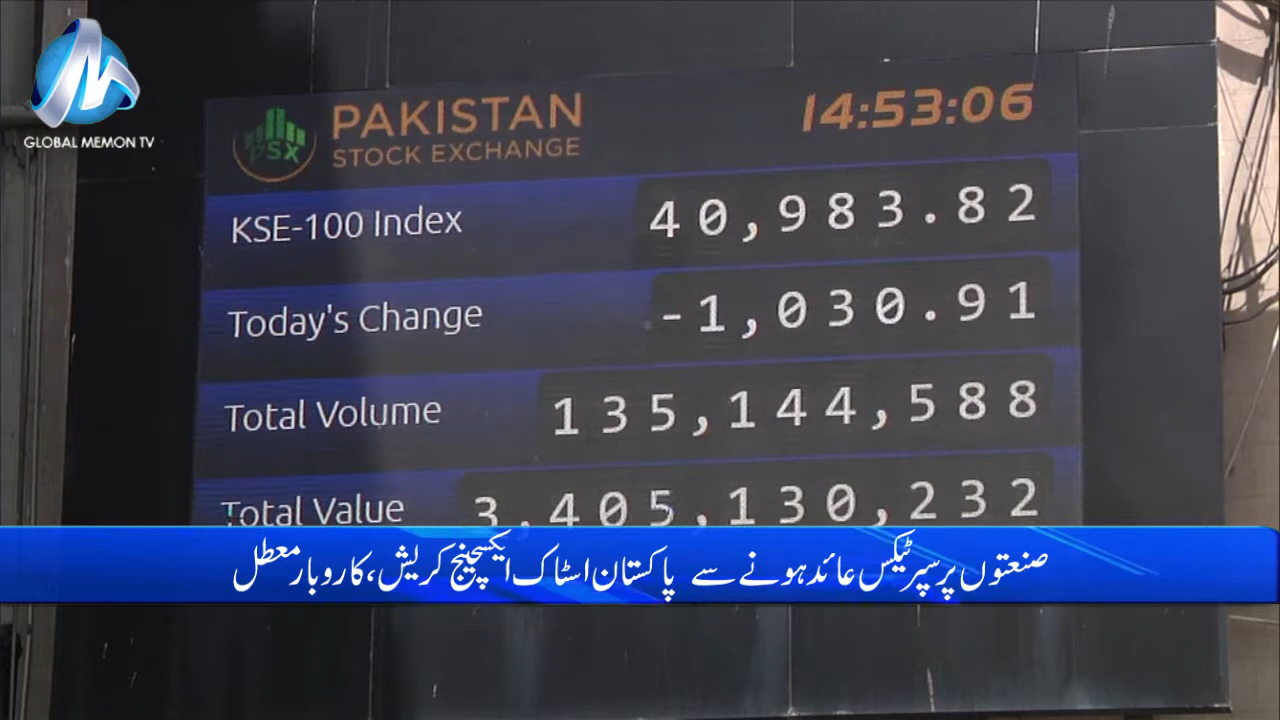 GLOBAL MEMON TV
PSX
PAKISTAN
STOCK EXCHANGE
14:53:06
KSE-100 Index 40,983.82
Today's Change -1,030.91
Total Volume 135,144,588
Total Value 3,405,130,232
صنعتوں پر سپر ٹیکس عائد ہونے سے پاکستان اسٹاک ایکسچینج کریش، کاروبار معطل